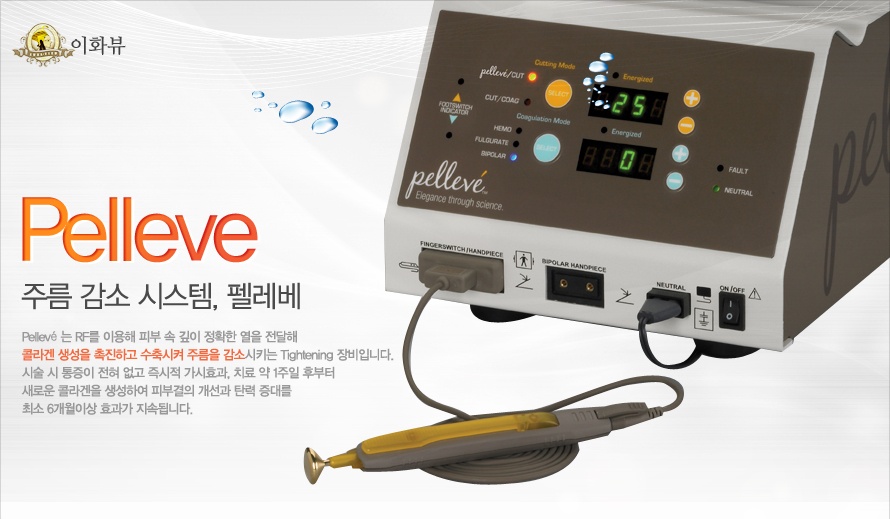 이화뷰
Pelleve
주름 감소 시스템, 펠레베
Pellevé 는 RF를 이용해 피부 속 깊이 정확한 열을 전달해
콜라겐 생성을 촉진하고 수축시켜 주름을 감소시키는 Tightening 장비입니다.
시술 시 통증이 전혀 없고 즉시적 가시효과, 치료 약 1주일 후부터
새로운 콜라겐을 생성하여 피부결의 개선과 탄력 증대를
최소 6개월이상 효과가 지속됩니다.
Cutting Mode
pellevé/CUT
SELECT
Energized
25
CUT/COAG
FOOTSWITCH
INDICATOR
Coagulation Mode
HEMO
FULGURATE
BIPOLAR
SELECT
Energized
0
FAULT
NEUTRAL
pellevé™
Elegance through science.
FINGERSWITCH/HANDPIECE
BIPOLAR HANDPIECE
NEUTRAL
ON/OFF
pel